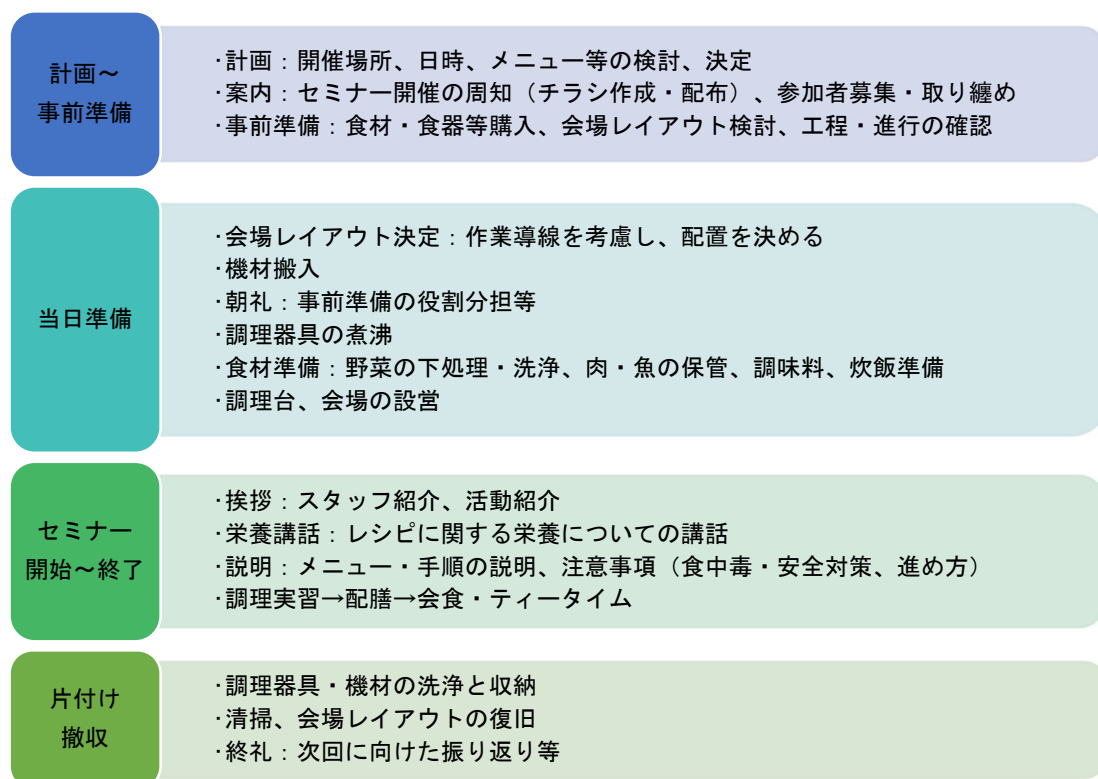 計画～
事前準備
･計画：開催場所、日時、メニュー等の検討、決定
･案内：セミナー開催の周知（チラシ作成・配布）、参加者募集・取り纏め
･事前準備：食材・食器等購入、会場レイアウト検討、工程・進行の確認
当日準備
･会場レイアウト決定：作業導線を考慮し、配置を決める
･機材搬入
･朝礼：事前準備の役割分担等
･調理器具の煮沸
･食材準備：野菜の下処理・洗浄、肉・魚の保管、調味料、炊飯準備
･調理台、会場の設営
セミナー
開始～終了
･挨拶：スタッフ紹介、活動紹介
･栄養講話：レシピに関する栄養についての講話
･説明：メニュー・手順の説明、注意事項（食中毒・安全対策、進め方）
･調理実習→配膳→会食・ティータイム
片付け
撤収
･調理器具・機材の洗浄と収納
･清掃、会場レイアウトの復旧
･終礼：次回に向けた振り返り等